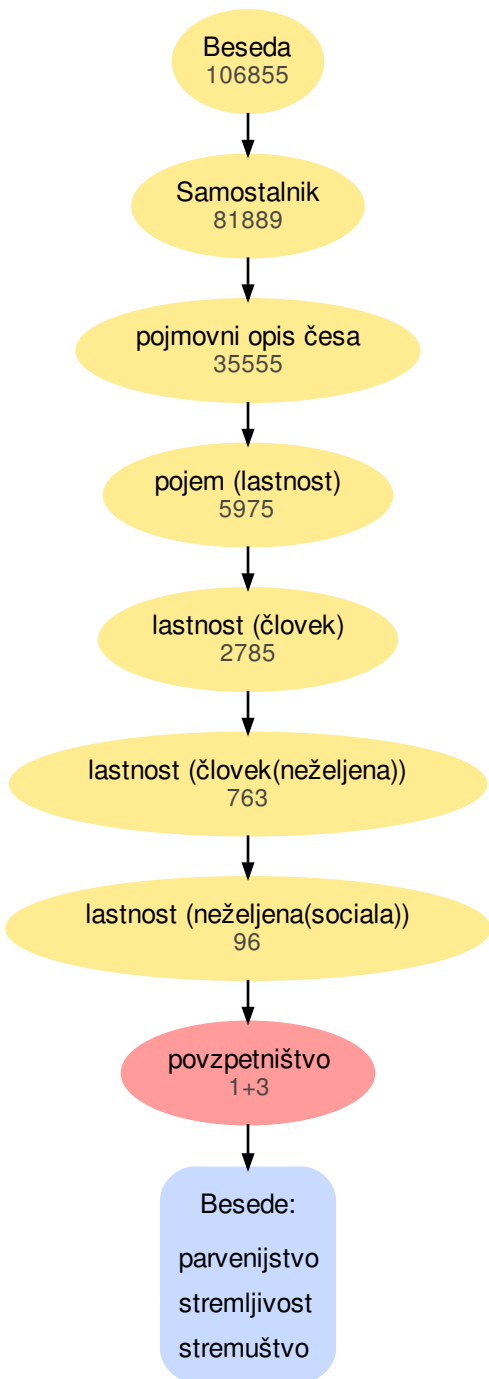 Beseda
106855
Samostalnik
81889
pojmovni opis česa
35555
pojem (lastnost)
5975
lastnost (človek)
2785
lastnost (človek(neželjena))
763
lastnost (neželjena(sociala))
96
povzpetništvo
1+3
Besede:
parvenijstvo
stremljivost
stremuštvo